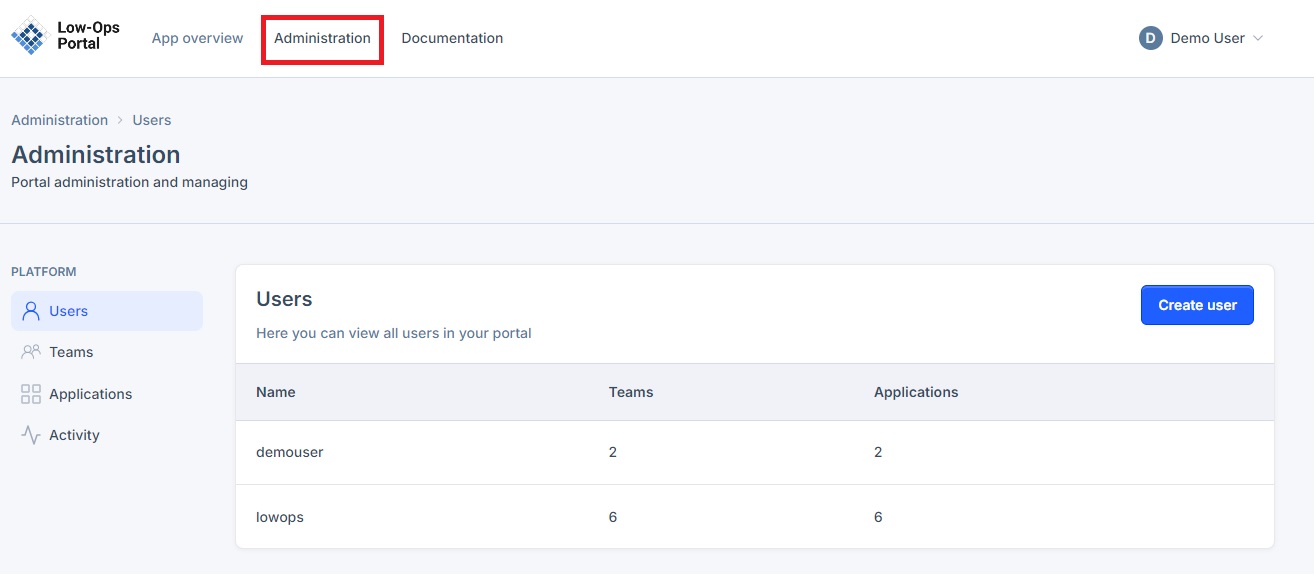 Low-Ops
Portal
App overview
Administration
Documentation
D
Demo User
Administration > Users
Administration
Portal administration and managing
PLATFORM
Users
Teams
Applications
Activity
Users
Create user
Here you can view all users in your portal
Name Teams Applications
demouser 2 2
lowops 6 6